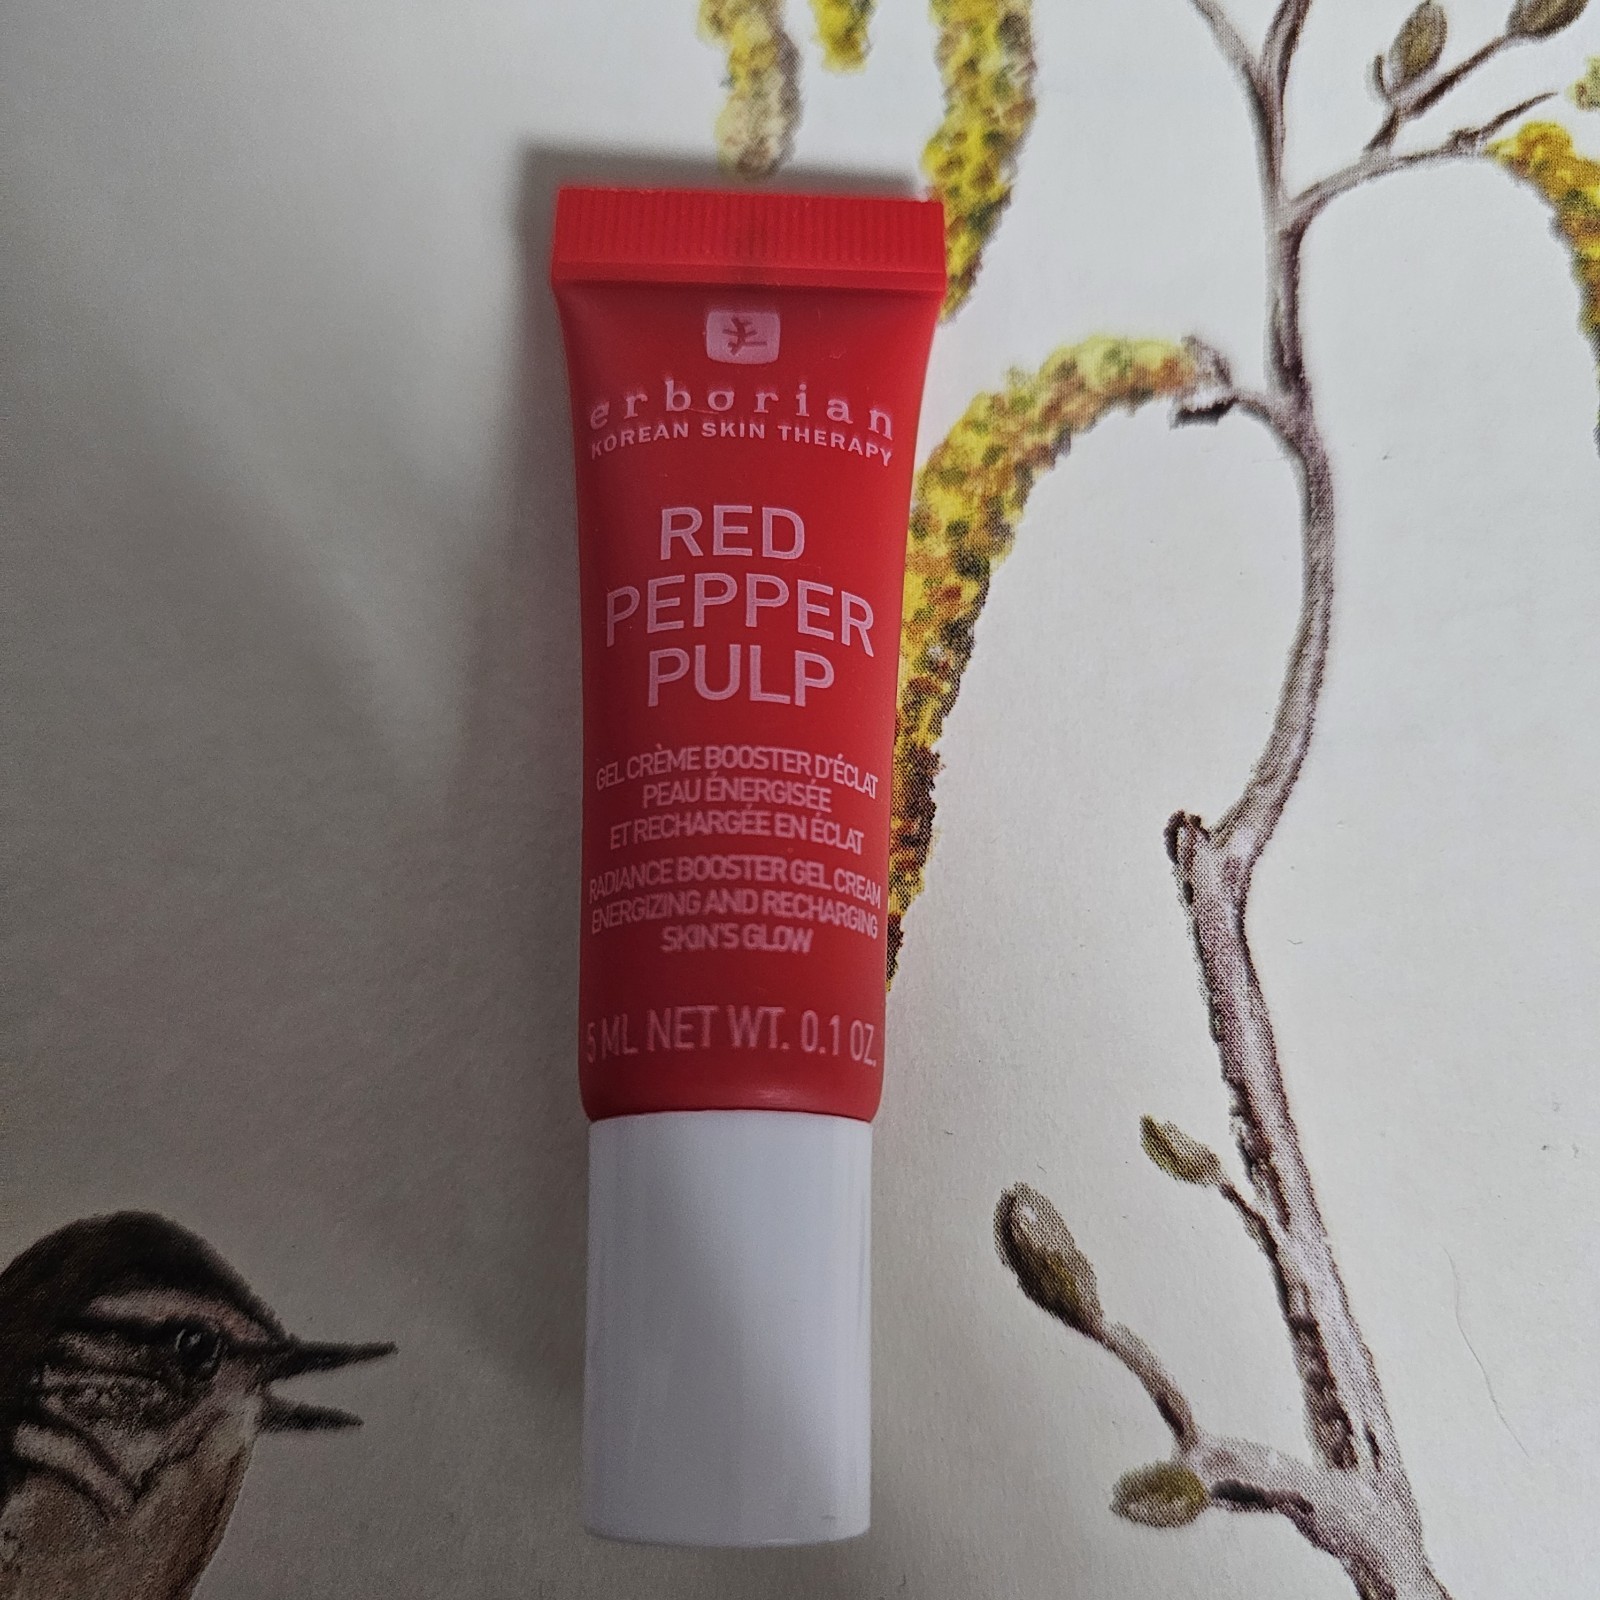 erborian
KOREAN SKIN THERAPY
RED
PEPPER
PULP
GEL CRÈME BOOSTER D'ÉCLAT
PEAU ÉNERGISÉE
ET RECHARGÉE EN ÉCLAT
RADIANCE BOOSTER GEL CREAM
ENERGIZING AND RECHARGING
SKIN'S GLOW
5 ML NET WT. 0.1 OZ.